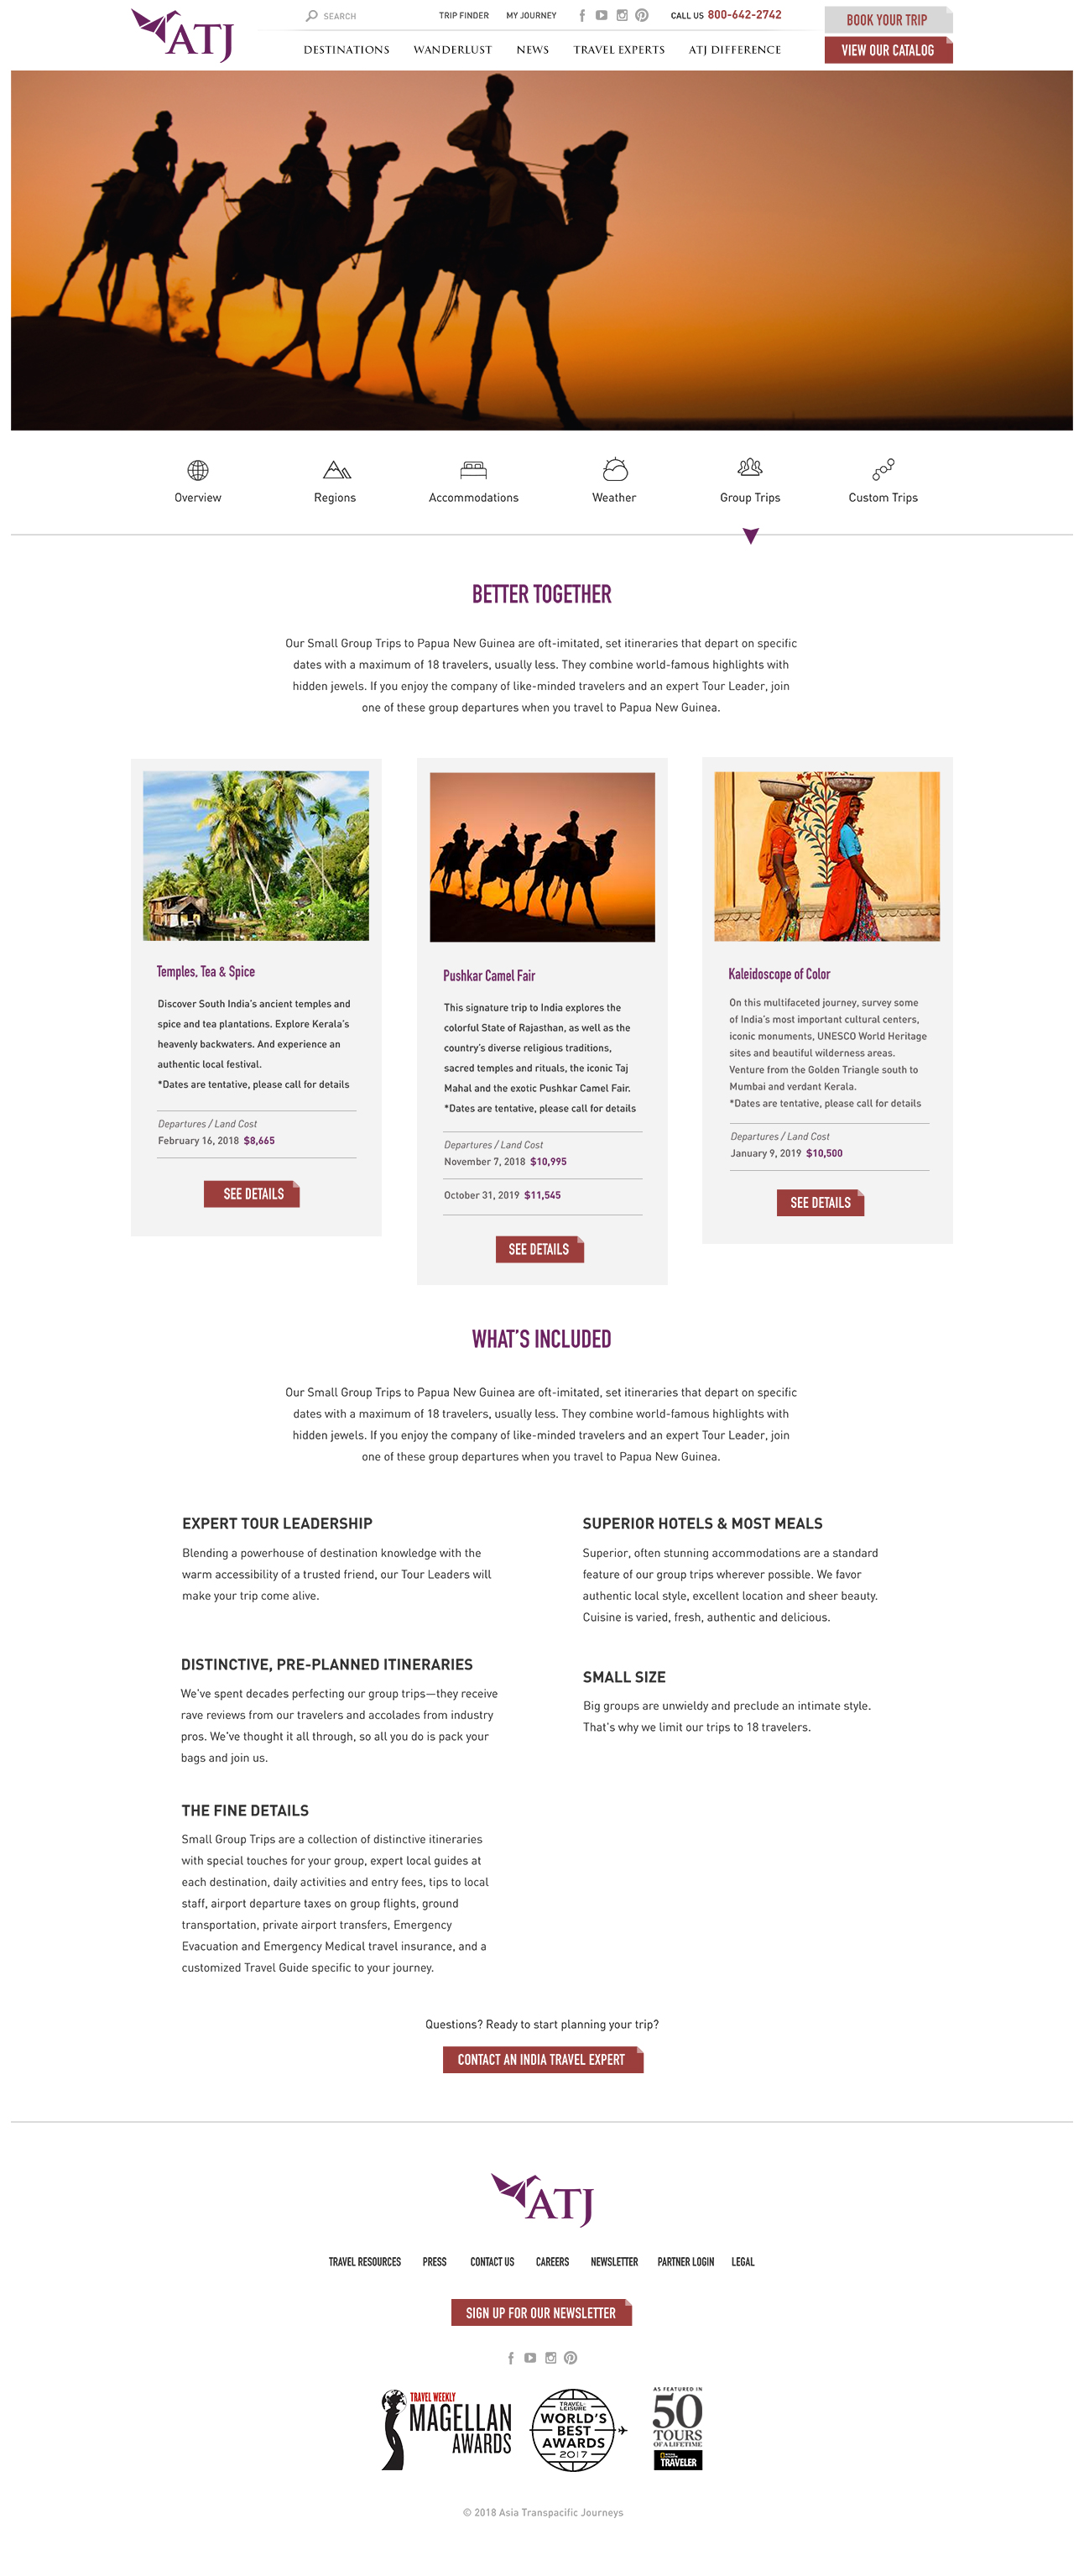 ATJ
SEARCH
TRIP FINDER
MY JOURNEY
CALL US 800-642-2742
BOOK YOUR TRIP
DESTINATIONS
WANDERLUST
NEWS
TRAVEL EXPERTS
ATJ DIFFERENCE
VIEW OUR CATALOG
Overview
Regions
Accommodations
Weather
Group Trips
Custom Trips
BETTER TOGETHER
Our Small Group Trips to Papua New Guinea are oft-imitated, set itineraries that depart on specific
dates with a maximum of 18 travelers, usually less. They combine world-famous highlights with
hidden jewels. If you enjoy the company of like-minded travelers and an expert Tour Leader, join
one of these group departures when you travel to Papua New Guinea.
Temples, Tea & Spice
Discover South India's ancient temples and
spice and tea plantations. Explore Kerala's
heavenly backwaters. And experience an
authentic local festival.
*Dates are tentative, please call for details
Departures / Land Cost
February 16, 2018 $8,665
SEE DETAILS
Pushkar Camel Fair
This signature trip to India explores the
colorful State of Rajasthan, as well as the
country's diverse religious traditions,
sacred temples and rituals, the iconic Taj
Mahal and the exotic Pushkar Camel Fair.
*Dates are tentative, please call for details
Departures / Land Cost
November 7, 2018 $10,995
October 31, 2019 $11,545
SEE DETAILS
Kaleidoscope of Color
On this multifaceted journey, survey some
of India's most important cultural centers,
iconic monuments, UNESCO World Heritage
sites and beautiful wilderness areas.
Venture from the Golden Triangle south to
Mumbai and verdant Kerala.
*Dates are tentative, please call for details
Departures / Land Cost
January 9, 2019 $10,500
SEE DETAILS
WHAT'S INCLUDED
Our Small Group Trips to Papua New Guinea are oft-imitated, set itineraries that depart on specific
dates with a maximum of 18 travelers, usually less. They combine world-famous highlights with
hidden jewels. If you enjoy the company of like-minded travelers and an expert Tour Leader, join
one of these group departures when you travel to Papua New Guinea.
EXPERT TOUR LEADERSHIP
Blending a powerhouse of destination knowledge with the
warm accessibility of a trusted friend, our Tour Leaders will
make your trip come alive.
SUPERIOR HOTELS & MOST MEALS
Superior, often stunning accommodations are a standard
feature of our group trips wherever possible. We favor
authentic local style, excellent location and sheer beauty.
Cuisine is varied, fresh, authentic and delicious.
DISTINCTIVE, PRE-PLANNED ITINERARIES
We've spent decades perfecting our group trips—they receive
rave reviews from our travelers and accolades from industry
pros. We've thought it all through, so all you do is pack your
bags and join us.
SMALL SIZE
Big groups are unwieldy and preclude an intimate style.
That's why we limit our trips to 18 travelers.
THE FINE DETAILS
Small Group Trips are a collection of distinctive itineraries
with special touches for your group, expert local guides at
each destination, daily activities and entry fees, tips to local
staff, airport departure taxes on group flights, ground
transportation, private airport transfers, Emergency
Evacuation and Emergency Medical travel insurance, and a
customized Travel Guide specific to your journey.
Questions? Ready to start planning your trip?
CONTACT AN INDIA TRAVEL EXPERT
ATJ
TRAVEL RESOURCES
PRESS
CONTACT US
CAREERS
NEWSLETTER
PARTNER LOGIN
LEGAL
SIGN UP FOR OUR NEWSLETTER
TRAVEL WEEKLY
MAGELLAN
AWARDS
TRAVEL+
LEISURE
WORLD'S
BEST
AWARDS
2017
AS FEATURED IN
50
TOURS
OF A LIFETIME
TRAVELER
© 2018 Asia Transpacific Journeys